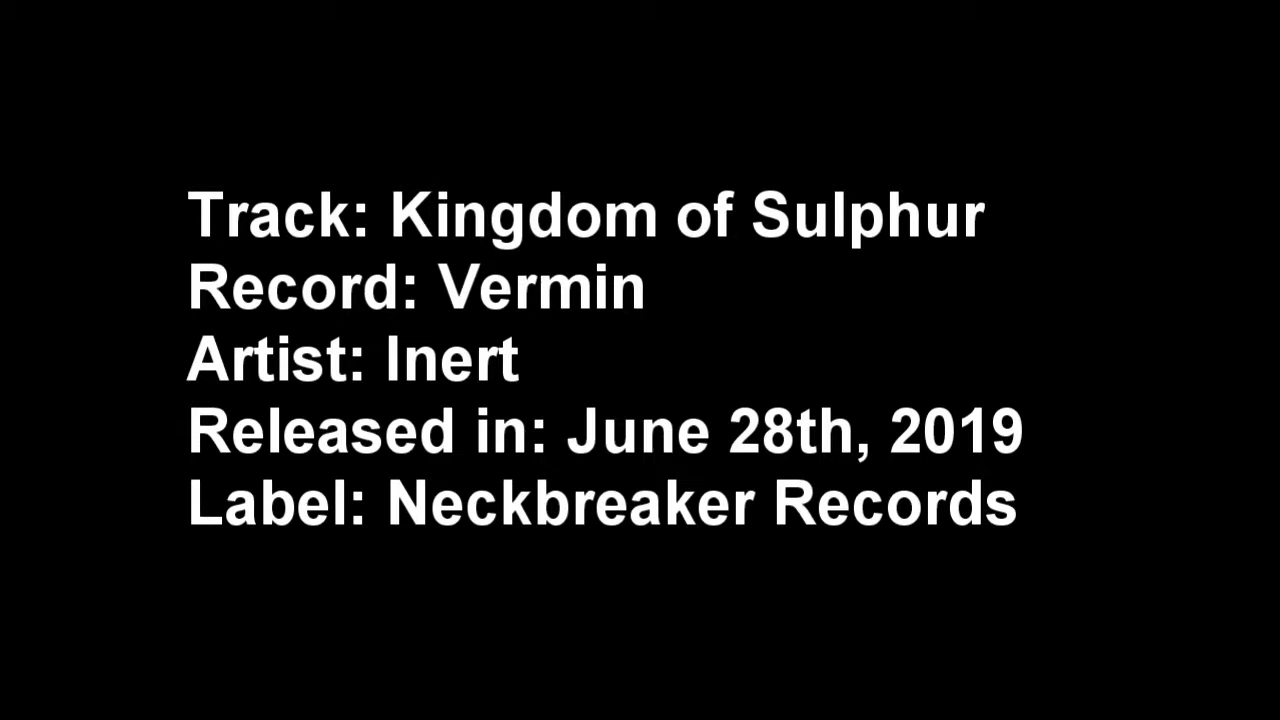 Track: Kingdom of Sulphur
Record: Vermin
Artist: Inert
Released in: June 28th, 2019
Label: Neckbreaker Records